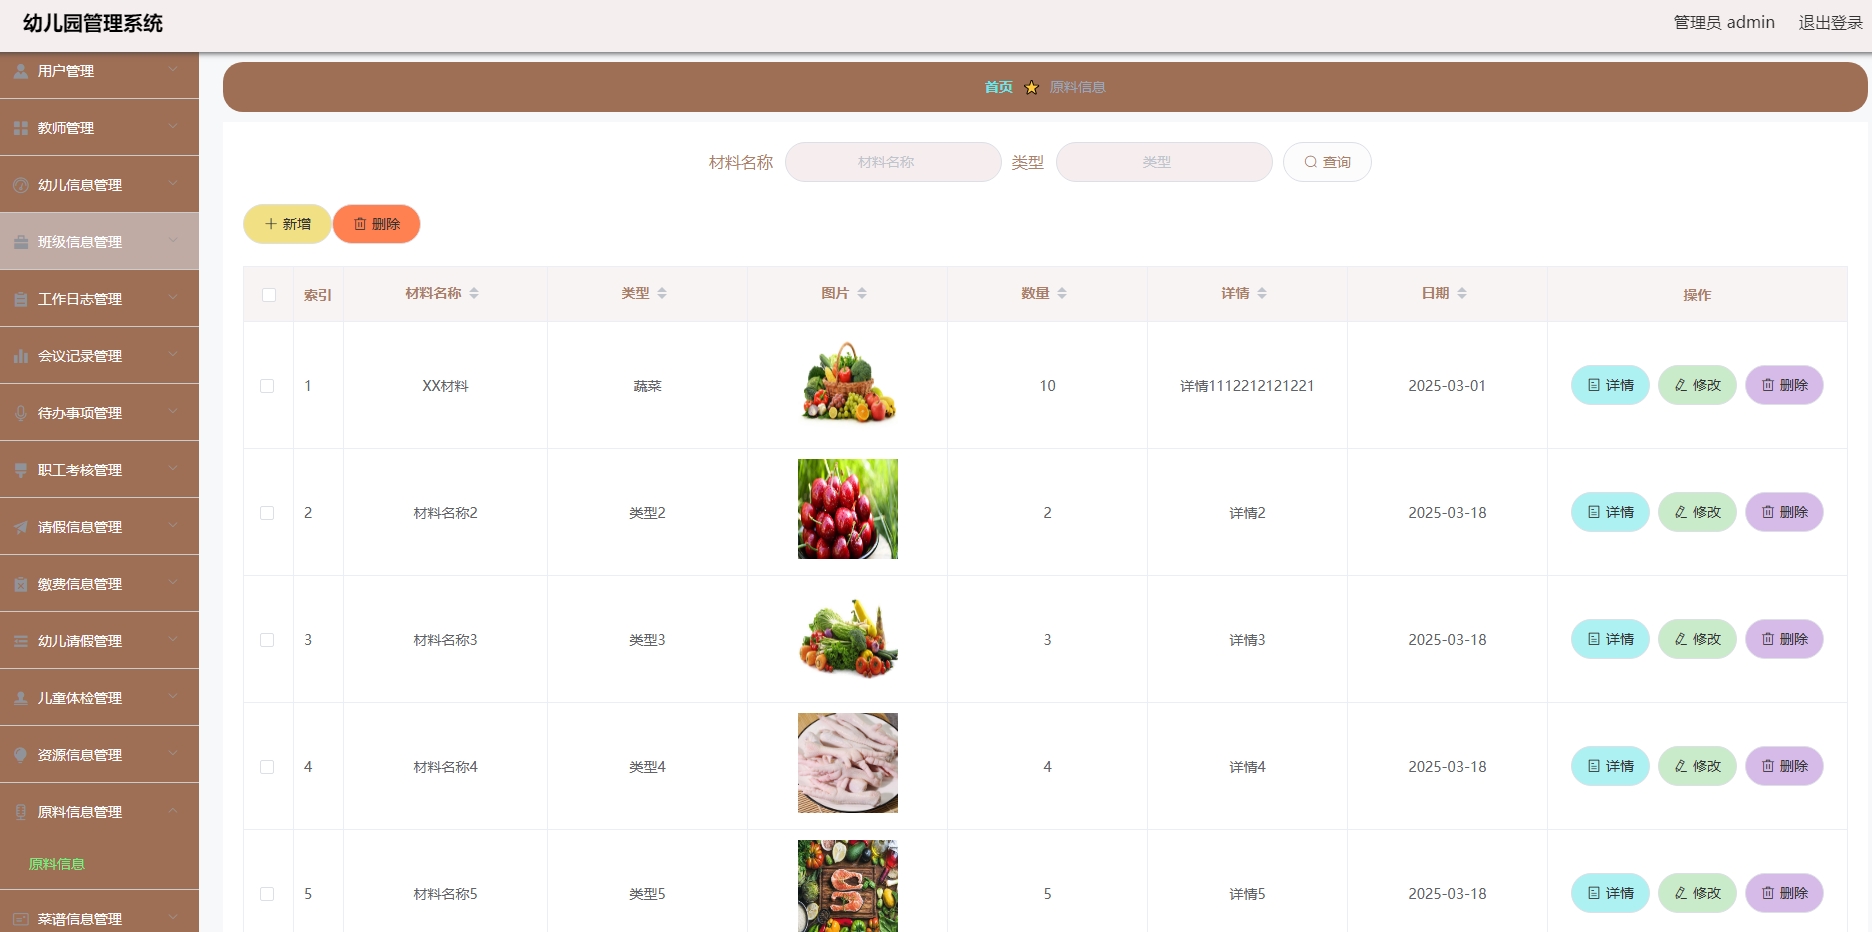 幼儿园管理系统
管理员 admin 退出登录
用户管理
教师管理
幼儿信息管理
班级信息管理
工作日志管理
会议记录管理
待办事项管理
职工考核管理
请假信息管理
缴费信息管理
幼儿请假管理
儿童体检管理
资源信息管理
原料信息管理
原料信息
菜谱信息管理
首页 原料信息
材料名称 材料名称 类型 类型 查询
新增 删除
索引 材料名称 类型 图片 数量 详情 日期 操作
1 XX材料 蔬菜 10 详情1112212121221 2025-03-01 详情 修改 删除
2 材料名称2 类型2 2 详情2 2025-03-18 详情 修改 删除
3 材料名称3 类型3 3 详情3 2025-03-18 详情 修改 删除
4 材料名称4 类型4 4 详情4 2025-03-18 详情 修改 删除
5 材料名称5 类型5 5 详情5 2025-03-18 详情 修改 删除